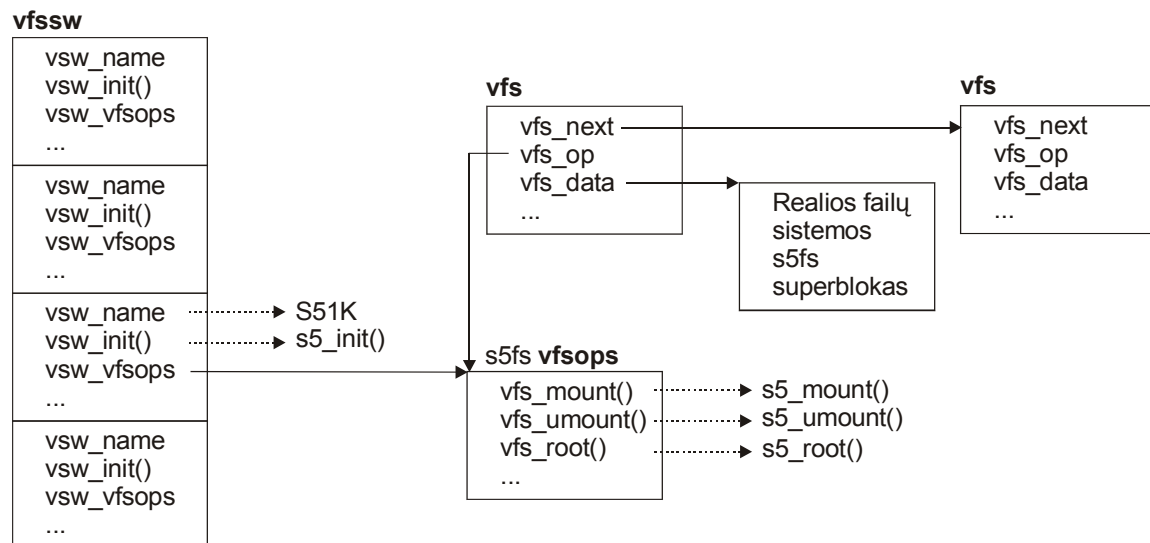 vfssw
vsw_name
vsw_init()
vsw_vfsops
...
vsw_name
vsw_init()
vsw_vfsops
...
vsw_name
vsw_init()
vsw_vfsops
...
vsw_name
vsw_init()
vsw_vfsops
...
S51K
s5_init()
vfs
vfs_next
vfs_op
vfs_data
...
Realios failų
sistemos
s5fs
superblokas
vfs
vfs_next
vfs_op
vfs_data
...
s5fs vfsops
vfs_mount()
vfs_umount()
vfs_root()
...
s5_mount()
s5_umount()
s5_root()